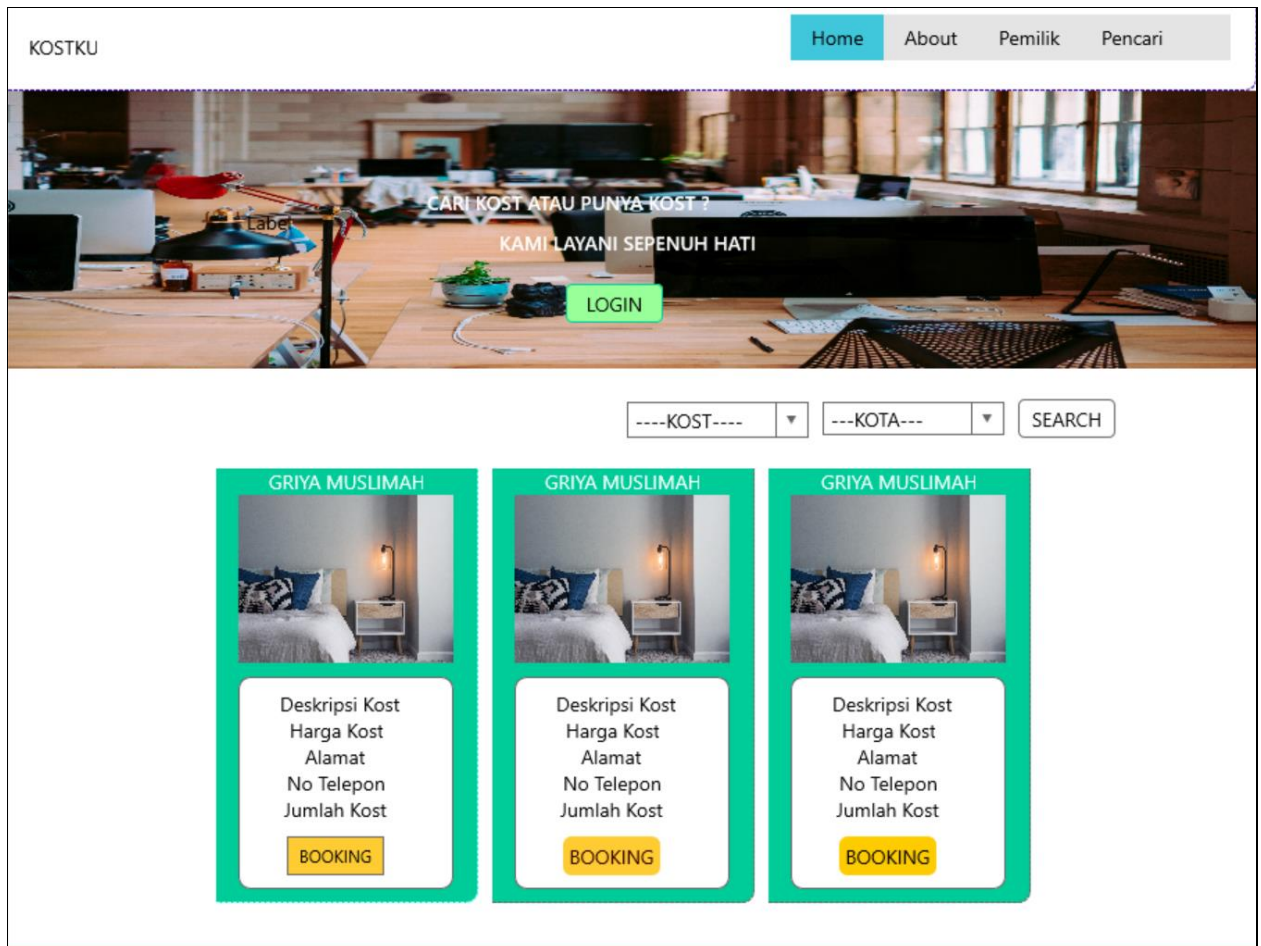 KOSTKU
Home About Pemilik Pencari
CARI KOST ATAU PUNYA KOST ?
Label
KAMI LAYANI SEPENUH HATI
LOGIN
----KOST---- ---KOTA--- SEARCH
GRIYA MUSLIMAH
Deskripsi Kost
Harga Kost
Alamat
No Telepon
Jumlah Kost
BOOKING
GRIYA MUSLIMAH
Deskripsi Kost
Harga Kost
Alamat
No Telepon
Jumlah Kost
BOOKING
GRIYA MUSLIMAH
Deskripsi Kost
Harga Kost
Alamat
No Telepon
Jumlah Kost
BOOKING